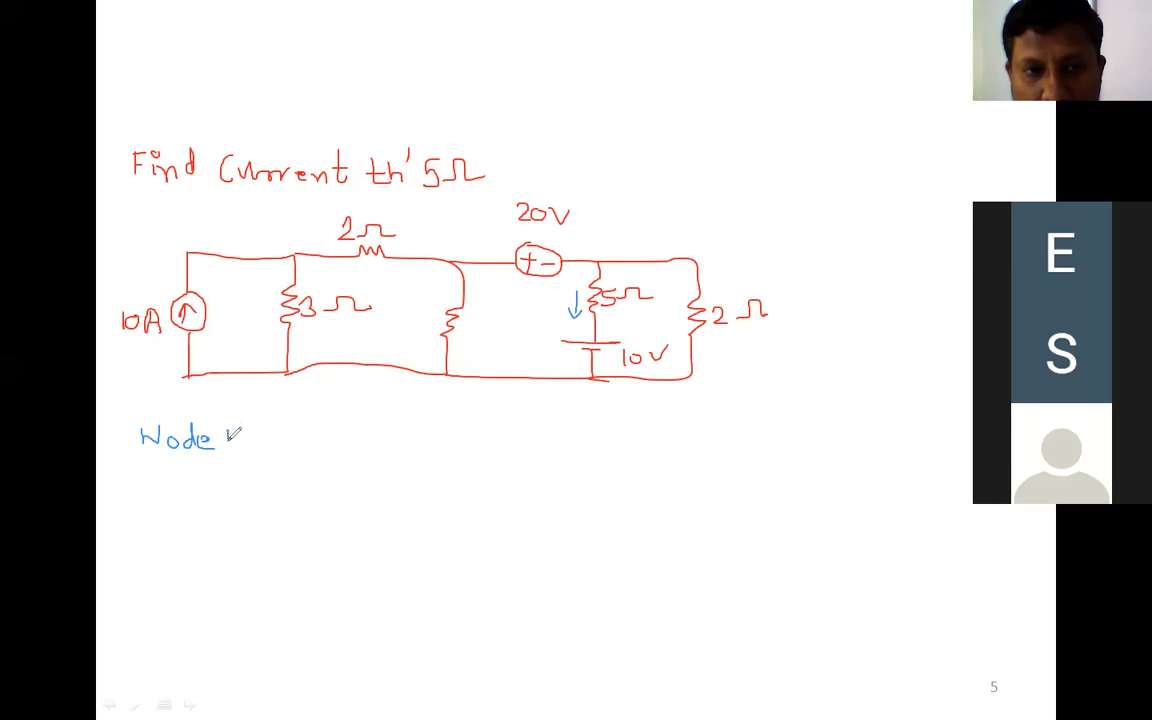 Find Current th' 5Ω
20V
2Ω
+ -
5Ω
10A
3Ω
2Ω
10V
Node
E
S
5